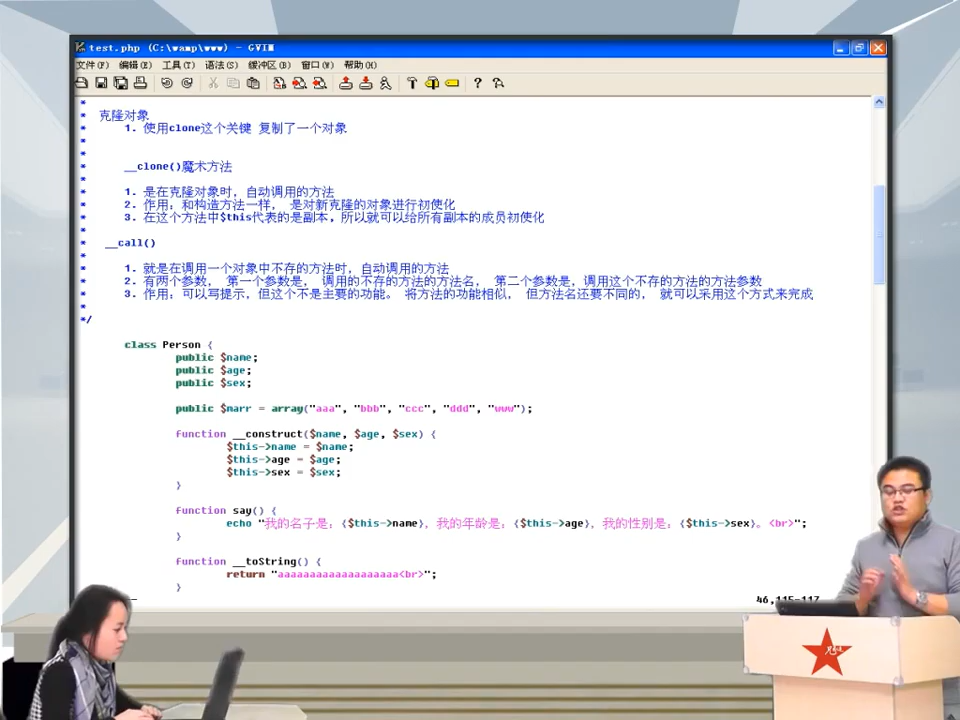 test.php (C:\wamp\www) - GVIM
文件(F) 编辑(E) 工具(T) 语法(S) 缓冲区(B) 窗口(W) 帮助(H)
*
* 克隆对象
* 1. 使用clone这个关键 复制了一个对象
*
*
* __clone()魔术方法
*
* 1. 是在克隆对象时, 自动调用的方法
* 2. 作用: 和构造方法一样, 是对新克隆的对象进行初使化
* 3. 在这个方法中$this代表的是副本, 所以就可以给所有副本的成员初使化
*
* __call()
*
* 1. 就是在调用一个对象中不存的方法时, 自动调用的方法
* 2. 有两个参数, 第一个参数是, 调用的不存在的方法的方法名, 第二个参数是, 调用这个不存的方法的方法参数
* 3. 作用: 可以写提示, 但这个不是主要的功能。 将方法的功能相似, 但方法名还要不同的, 就可以采用这个方式来完成
*
*/
class Person {
public $name;
public $age;
public $sex;
public $marr = array("aaa", "bbb", "ccc", "ddd", "www");
function __construct($name, $age, $sex) {
$this->name = $name;
$this->age = $age;
$this->sex = $sex;
}
function say() {
echo "我的名子是: {$this->name}, 我的年龄是: {$this->age}, 我的性别是: {$this->sex}。<br>";
}
function __toString() {
return "aaaaaaaaaaaaaaaaaaa<br>";
}
46,115-117